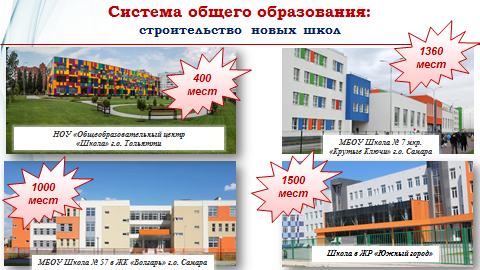 Система общего образования:
строительство новых школ
400
мест
НОУ «Общеобразовательный центр
«Школа» г.о. Тольятти
1360
мест
МБОУ Школа № 7 мкр.
«Крутые Ключи» г.о. Самара
1000
мест
МБОУ Школа № 57 в ЖК «Волгарь» г.о. Самара
1500
мест
Школа в ЖР «Южный город»